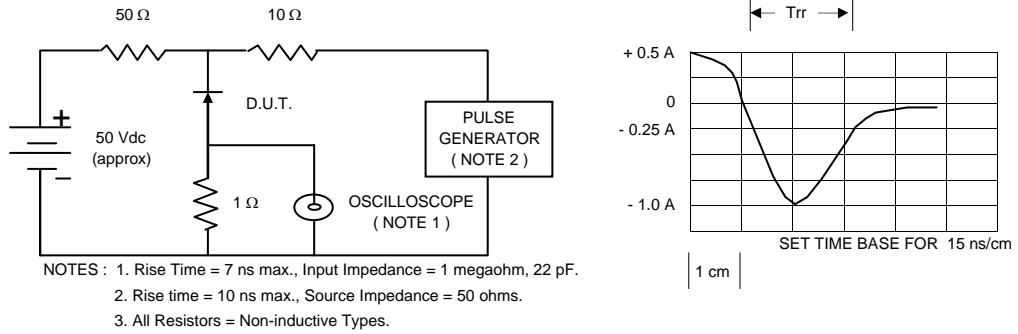 50 Ω
10 Ω
D.U.T.
+
50 Vdc
(approx)
−
1 Ω
OSCILLOSCOPE
( NOTE 1 )
PULSE
GENERATOR
( NOTE 2 )
Trr
+ 0.5 A
0
- 0.25 A
- 1.0 A
SET TIME BASE FOR 15 ns/cm
1 cm
NOTES : 1. Rise Time = 7 ns max., Input Impedance = 1 megaohm, 22 pF.
2. Rise time = 10 ns max., Source Impedance = 50 ohms.
3. All Resistors = Non-inductive Types.